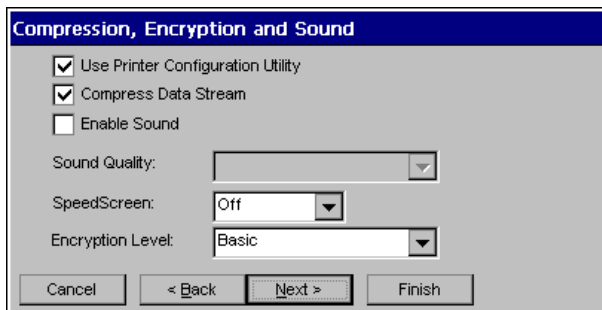 Compression, Encryption and Sound
Use Printer Configuration Utility
Compress Data Stream
Enable Sound
Sound Quality:
SpeedScreen: Off
Encryption Level: Basic
Cancel < Back Next > Finish